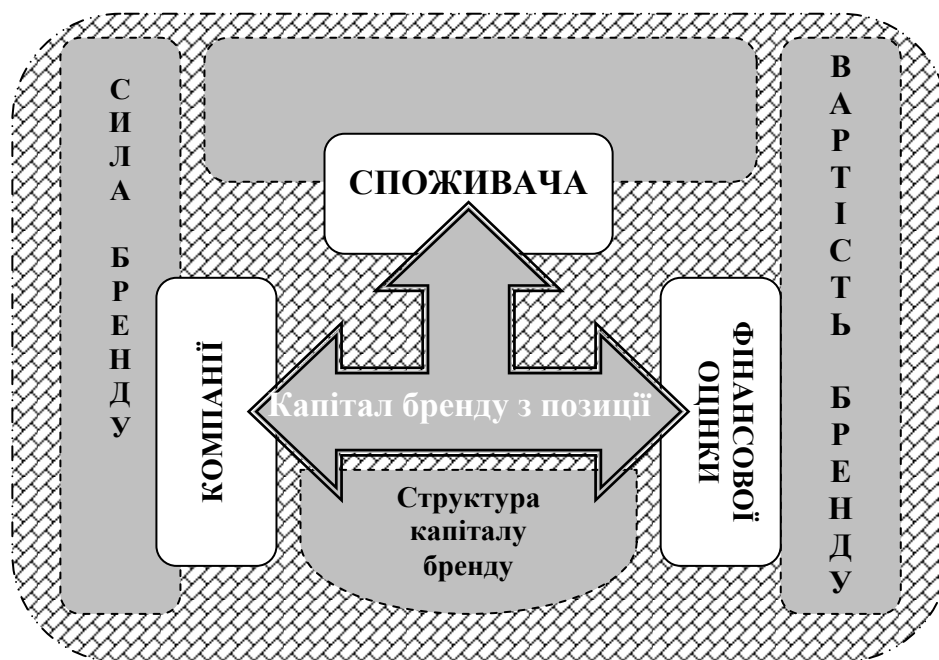 СИЛА БРЕНДУ
СПОЖИВАЧА
ВАРТІСТЬ БРЕНДУ
КОМПАНІЇ
Капітал бренду з позиції
ФІНАНСОВОЇ
ОЦІНКИ
Структура
капіталу
бренду